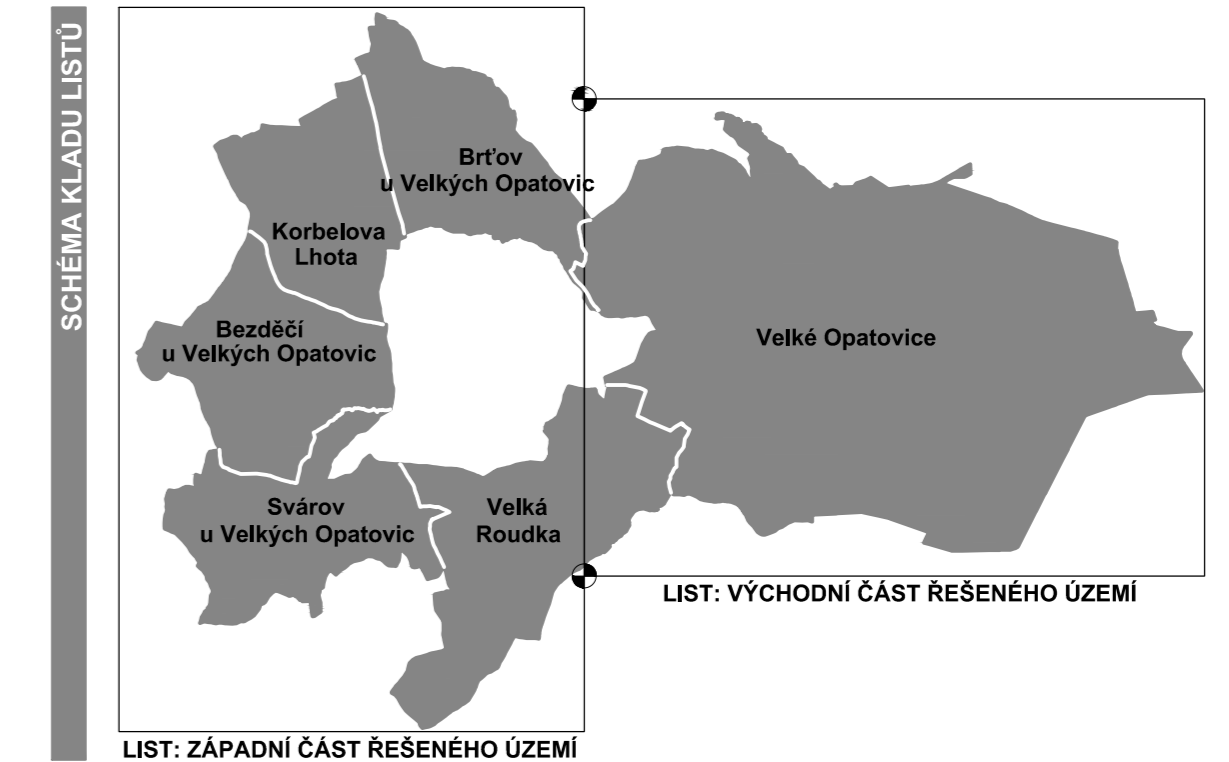 SCHÉMA KLADU LISTŮ
Brťov
u Velkých Opatovic
Korbelova
Lhota
Bezděčí
u Velkých Opatovic
Velké Opatovice
Svárov
u Velkých Opatovic
Velká
Roudka
LIST: VÝCHODNÍ ČÁST ŘEŠENÉHO ÚZEMÍ
LIST: ZÁPADNÍ ČÁST ŘEŠENÉHO ÚZEMÍ